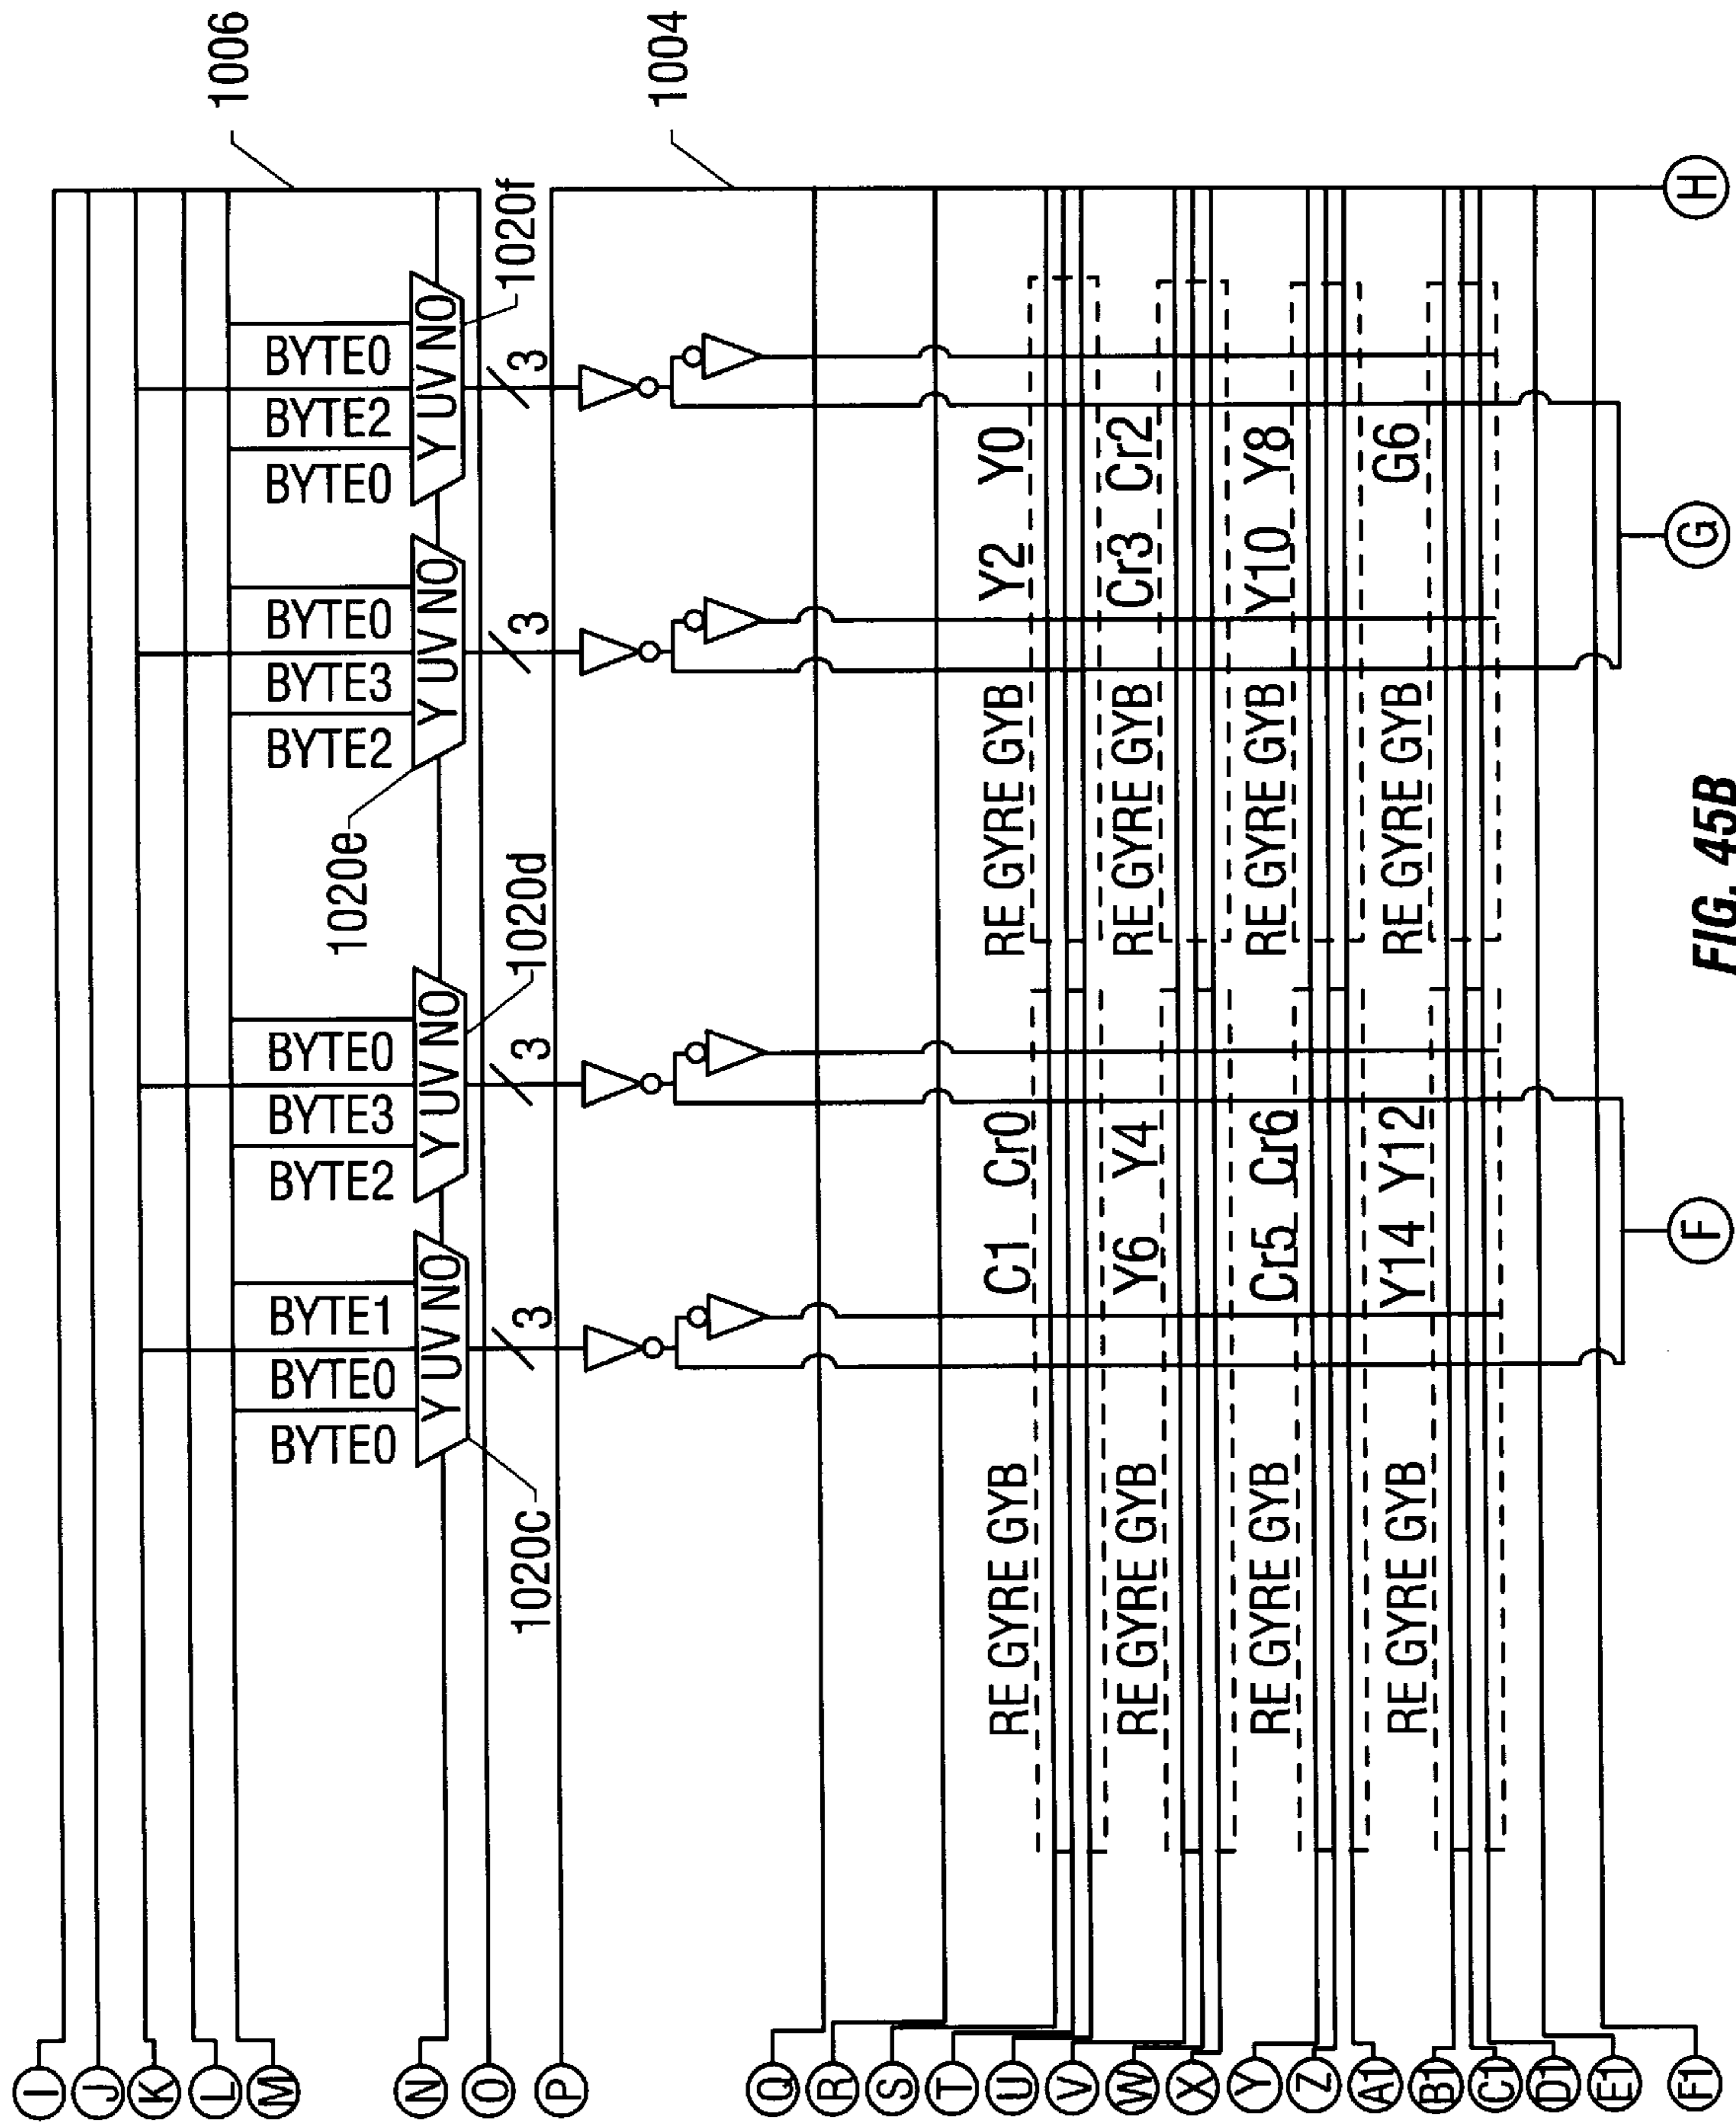 I
J
K
L
M
1006
BYTE0 BYTE0 BYTE1
BYTE2 BYTE3 BYTE0
BYTE2 BYTE3 BYTE0
BYTE0 BYTE2 BYTE0
1020e
N
Y UV NO
Y UV NO
Y UV NO
Y UV NO
O
1020c
1020d
1020f
3
3
3
3
P
1004
Q
R
S
T
U
V
W
X
Y
Z
A1
B1
C1
D1
E1
F1
RE GYRE GYB C1 Cr0
RE GYRE GYB Y2 Y0
RE GYRE GYB Y6 Y4
RE GYRE GYB Cr3 Cr2
RE GYRE GYB Cr5 Cr6
RE GYRE GYB Y10 Y8
RE GYRE GYB Y14 Y12
RE GYRE GYB G6
F
G
H
FIG. 45B